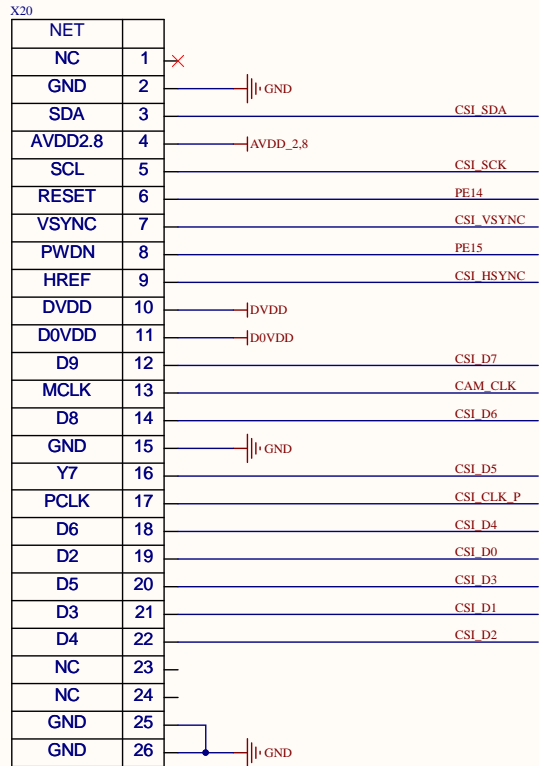 X20
NET
NC 1
GND 2 GND
SDA 3 CSI_SDA
AVDD2.8 4 AVDD_2,8
SCL 5 CSI_SCK
RESET 6 PE14
VSYNC 7 CSI_VSYNC
PWDN 8 PE15
HREF 9 CSI_HSYNC
DVDD 10 DVDD
D0VDD 11 D0VDD
D9 12 CSI_D7
MCLK 13 CAM_CLK
D8 14 CSI_D6
GND 15 GND
Y7 16 CSI_D5
PCLK 17 CSI_CLK_P
D6 18 CSI_D4
D2 19 CSI_D0
D5 20 CSI_D3
D3 21 CSI_D1
D4 22 CSI_D2
NC 23
NC 24
GND 25
GND 26 GND